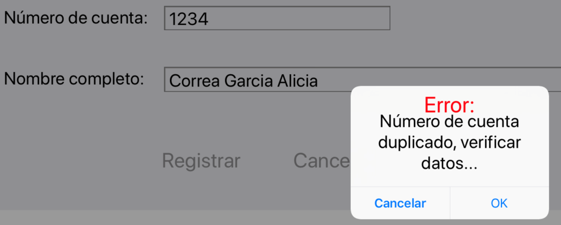 Número de cuenta: 1234
Nombre completo: Correa Garcia Alicia
Error:
Número de cuenta
duplicado, verificar
datos...
Registrar
Cancelar OK